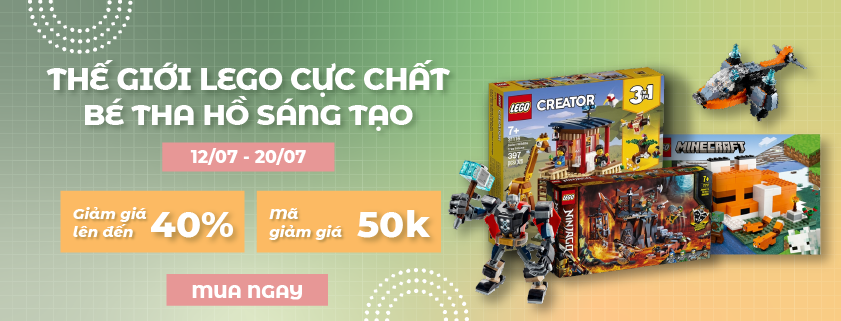 THẾ GIỚI LEGO CỰC CHẤT
BÉ THA HỒ SÁNG TẠO
12/07 - 20/07
Giảm giá
lên đến
40%
Mã
giảm giá
50k
MUA NGAY
LEGO
CREATOR
3in1
7+
397
MINECRAFT
LEGO
NINJAGO
7+